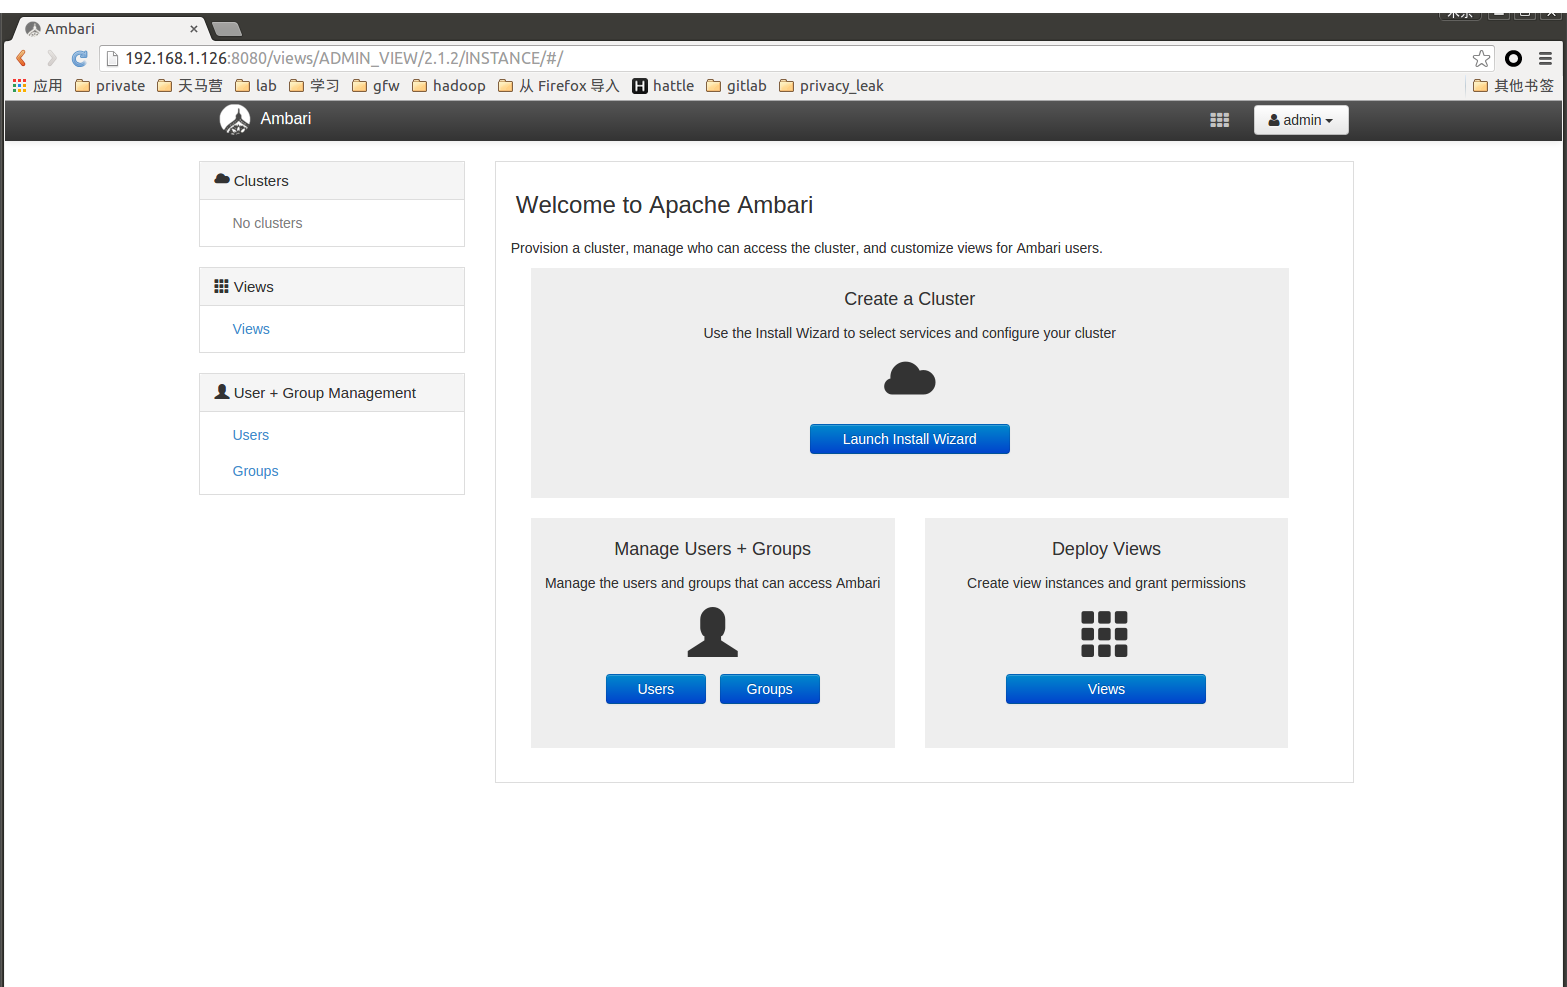 Ambari
192.168.1.126:8080/views/ADMIN_VIEW/2.1.2/INSTANCE/#/
应用 private 天马营 lab 学习 gfw hadoop 从 Firefox 导入 hattle gitlab privacy_leak 其他书签
Ambari admin
Clusters
No clusters
Views
Views
User + Group Management
Users
Groups
Welcome to Apache Ambari
Provision a cluster, manage who can access the cluster, and customize views for Ambari users.
Create a Cluster
Use the Install Wizard to select services and configure your cluster
Launch Install Wizard
Manage Users + Groups
Manage the users and groups that can access Ambari
Users Groups
Deploy Views
Create view instances and grant permissions
Views